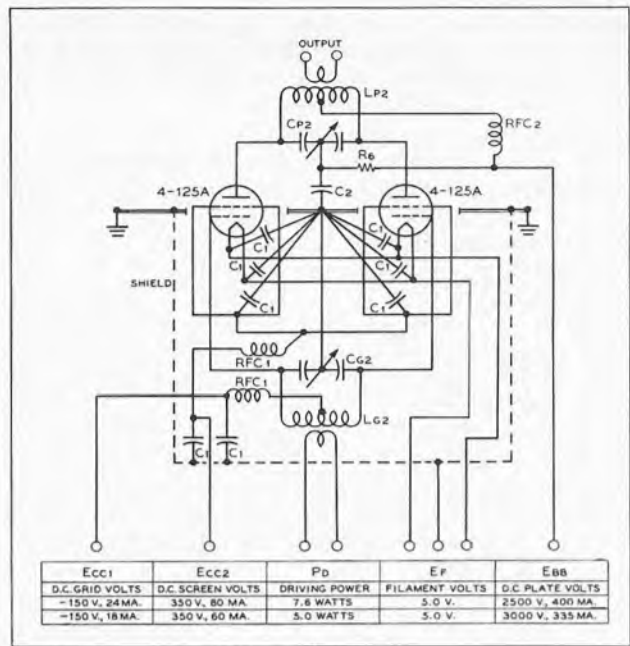 OUTPUT
LP2
RFC2
CP2
R6
4-125A
C2
4-125A
C1
C1
C1
C1
SHIELD
C1
C1
RFC1
CG2
RFC1
LG2
C1
C1
ECC1 ECC2 PD EF EBB
D.C. GRID VOLTS D.C. SCREEN VOLTS DRIVING POWER FILAMENT VOLTS D.C. PLATE VOLTS
-150 V., 24 MA. 350 V., 80 MA. 7.6 WATTS 5.0 V. 2500 V., 400 MA.
-150 V., 18 MA. 350 V., 60 MA. 5.0 WATTS 5.0 V. 3000 V., 335 MA.